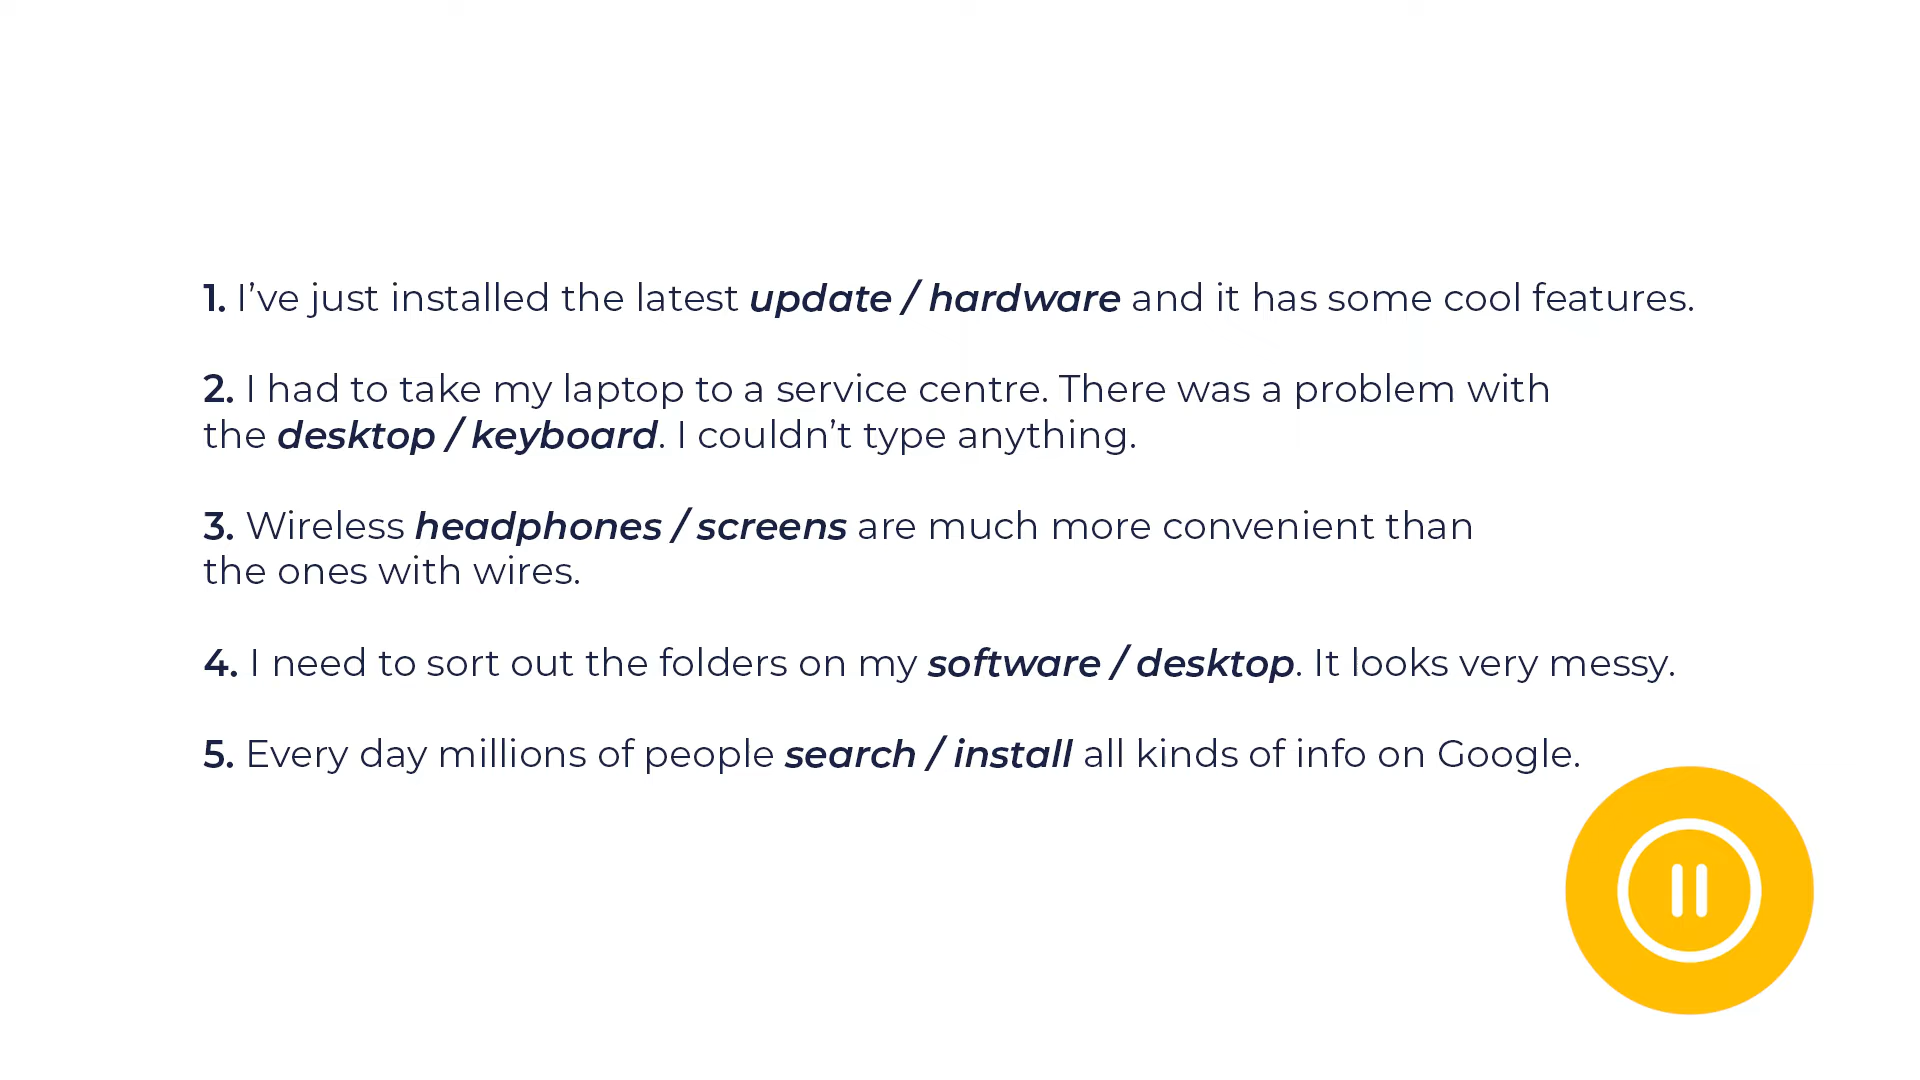 1. I’ve just installed the latest update / hardware and it has some cool features.
2. I had to take my laptop to a service centre. There was a problem with
the desktop / keyboard. I couldn’t type anything.
3. Wireless headphones / screens are much more convenient than
the ones with wires.
4. I need to sort out the folders on my software / desktop. It looks very messy.
5. Every day millions of people search / install all kinds of info on Google.